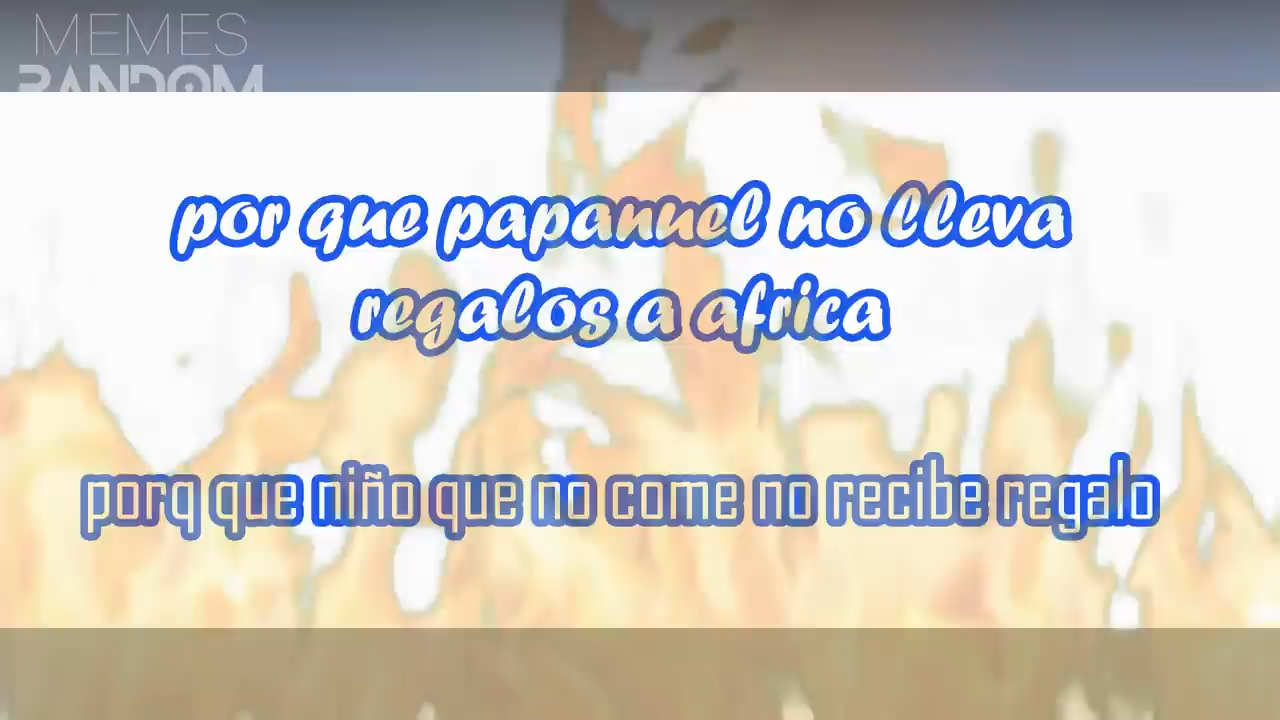 MEMES
RANDOM
por que papanuel no lleva
regalos a africa
porq que niño que no come no recibe regalo